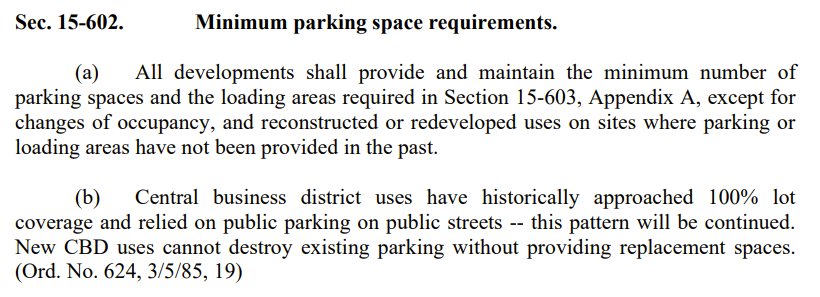 Sec. 15-602. Minimum parking space requirements.
(a) All developments shall provide and maintain the minimum number of
parking spaces and the loading areas required in Section 15-603, Appendix A, except for
changes of occupancy, and reconstructed or redeveloped uses on sites where parking or
loading areas have not been provided in the past.
(b) Central business district uses have historically approached 100% lot
coverage and relied on public parking on public streets -- this pattern will be continued.
New CBD uses cannot destroy existing parking without providing replacement spaces.
(Ord. No. 624, 3/5/85, 19)